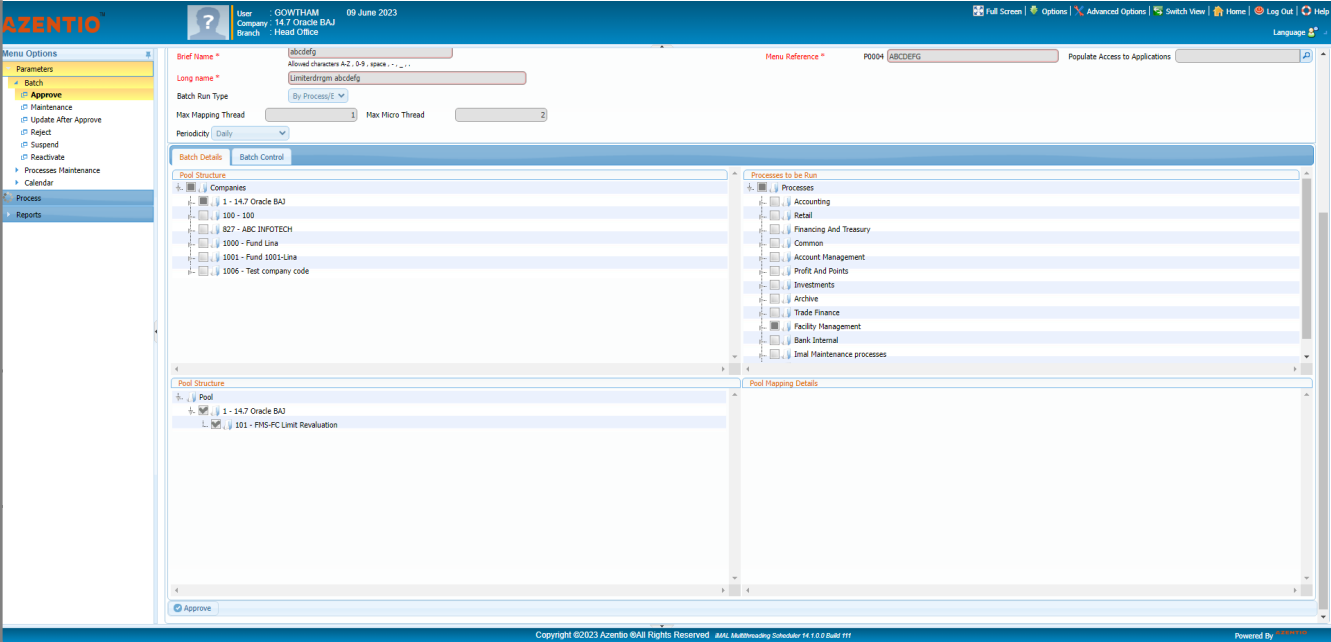 AZENTIO™
User : GOWTHAM 09 June 2023
Company : 14.7 Oracle BAJ
Branch : Head Office
Full Screen | Options | Advanced Options | Switch View | Home | Log Out | Help
Language
Menu Options
Parameters
Batch
Approve
Maintenance
Update After Approve
Reject
Suspend
Reactivate
Processes Maintenance
Calendar
Process
Reports
Brief Name * abcdefg Menu Reference * P0004 ABCDEFG Populate Access to Applications
Allowed characters A-Z , 0-9 , space , - , _ , .
Long name * Limiterdrrgm abcdefg
Batch Run Type By Process/E
Max Mapping Thread 1 Max Micro Thread 2
Periodicity Daily
Batch Details Batch Control
Pool Structure
Companies
1 - 14.7 Oracle BAJ
100 - 100
827 - ABC INFOTECH
1000 - Fund Lina
1001 - Fund 1001-Lina
1006 - Test company code
Processes to be Run
Processes
Accounting
Retail
Financing And Treasury
Common
Account Management
Profit And Points
Investments
Archive
Trade Finance
Facility Management
Bank Internal
Imal Maintenance processes
Pool Structure
Pool
1 - 14.7 Oracle BAJ
101 - FMS-FC Limit Revaluation
Pool Mapping Details
Approve
Copyright ©2023 Azentio ®All Rights Reserved iMAL Multithreading Scheduler 14.1.0.0 Build 111
Powered By AZENTIO